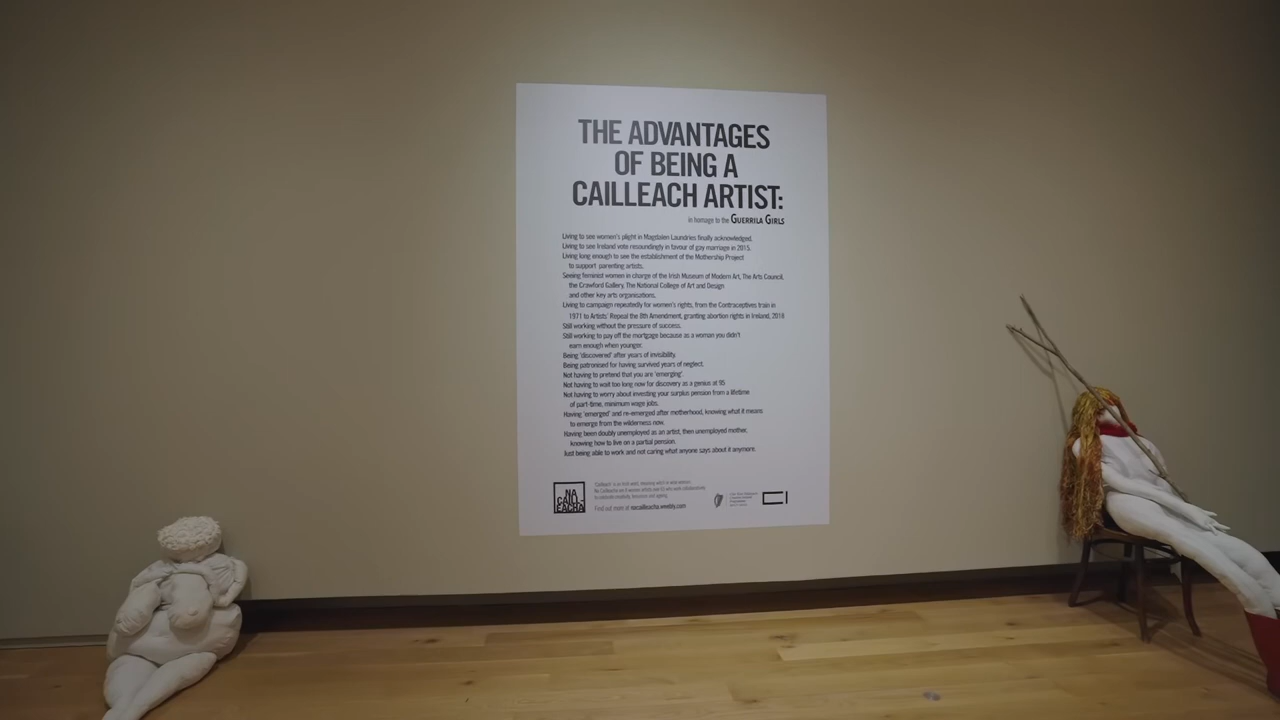 THE ADVANTAGES
OF BEING A
CAILLEACH ARTIST:
in homage to the GUERRILA GIRLS
Living to see women's plight in Magdalen Laundries finally acknowledged.
Living to see Ireland vote resoundingly in favour of gay marriage in 2015.
Living long enough to see the establishment of the Mothership Project
to support parenting artists.
Seeing feminist women in charge of the Irish Museum of Modern Art, The Arts Council,
the Crawford Gallery, The National College of Art and Design
and other key arts organisations.
Living to campaign repeatedly for women's rights, from the Contraceptives train in
1971 to Artists' Repeal the 8th Amendment, granting abortion rights in Ireland, 2018
Still working without the pressure of success.
Still working to pay off the mortgage because as a woman you didn't
earn enough when younger.
Being 'discovered' after years of invisibility.
Being patronised for having survived years of neglect.
Not having to pretend that you are 'emerging'.
Not having to wait too long now for discovery as a genius at 95
Not having to worry about investing your surplus pension from a lifetime
of part-time, minimum wage jobs.
Having 'emerged' and re-emerged after motherhood, knowing what it means
to emerge from the wilderness now.
Having been doubly unemployed as an artist, then unemployed mother,
knowing how to live on a partial pension.
Just being able to work and not caring what anyone says about it anymore.
NA
CAILL-
EACHA
Find out more at nacailleacha.weebly.com